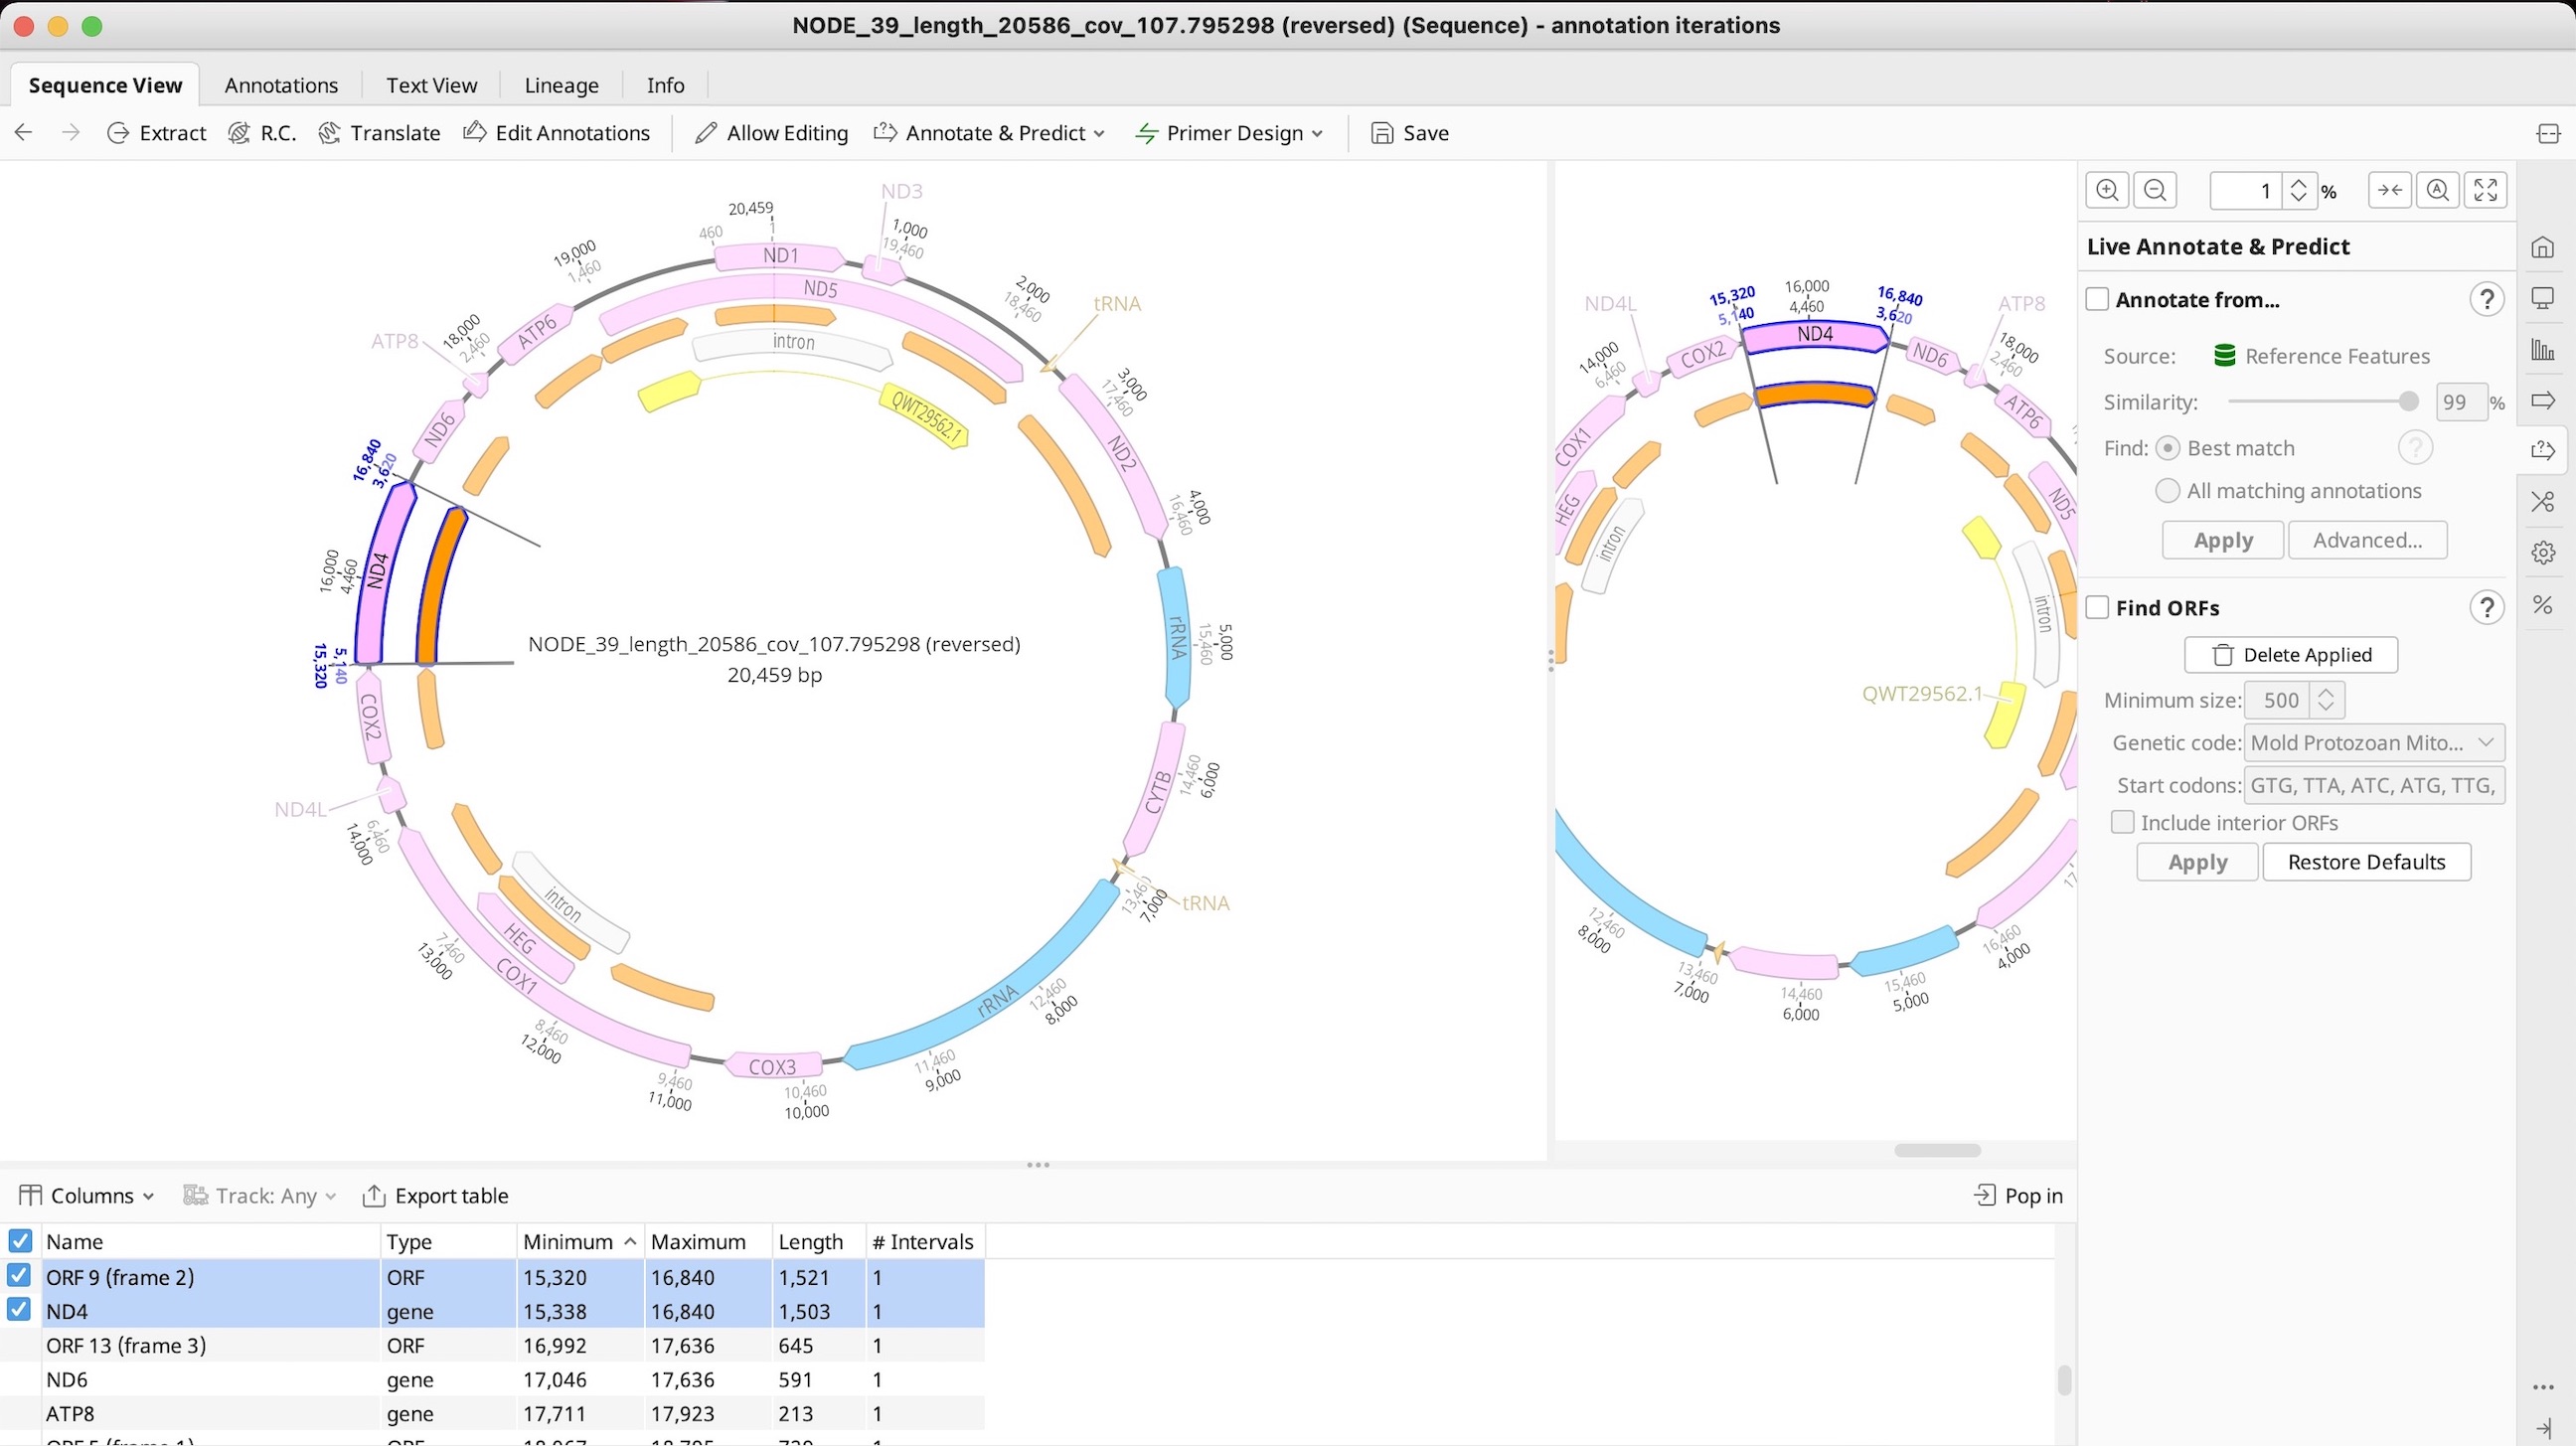 NODE_39_length_20586_cov_107.795298 (reversed) (Sequence) - annotation iterations
Sequence View Annotations Text View Lineage Info
Extract R.C. Translate Edit Annotations Allow Editing Annotate & Predict Primer Design Save
ND3
20,459
1
460
1,000
19,460
19,000
1,460
ND1
ND5
2,000
18,460
tRNA
ATP8
18,000
2,460
ATP6
intron
QWT29562.1
3,000
17,460
ND6
ND2
16,840
3,620
4,000
16,460
16,000
4,460
ND4
15,320
5,140
NODE_39_length_20586_cov_107.795298 (reversed)
20,459 bp
rRNA
5,000
15,460
COX2
14,460
6,000
CYTB
ND4L
6,460
14,000
13,460
7,000
tRNA
intron
HEG
COX1
7,460
13,000
rRNA
12,460
8,000
8,460
12,000
COX3
11,460
9,000
9,460
11,000
10,460
10,000
ND4L
15,320
5,140
16,000
4,460
16,840
3,620
ATP8
14,000
6,460
COX2
ND4
ND6
18,000
2,460
ATP6
COX1
HEG
intron
ND5
intron
QWT29562.1
12,460
8,000
13,460
7,000
14,460
6,000
15,460
5,000
16,460
4,000
1 %
Live Annotate & Predict
Annotate from... ?
Source: Reference Features
Similarity: 99 %
Find: Best match ?
All matching annotations
Apply Advanced...
Find ORFs ?
Delete Applied
Minimum size: 500
Genetic code: Mold Protozoan Mito...
Start codons: GTG, TTA, ATC, ATG, TTG,
Include interior ORFs
Apply Restore Defaults
Columns Track: Any Export table Pop in
Name Type Minimum Maximum Length # Intervals
ORF 9 (frame 2) ORF 15,320 16,840 1,521 1
ND4 gene 15,338 16,840 1,503 1
ORF 13 (frame 3) ORF 16,992 17,636 645 1
ND6 gene 17,046 17,636 591 1
ATP8 gene 17,711 17,923 213 1